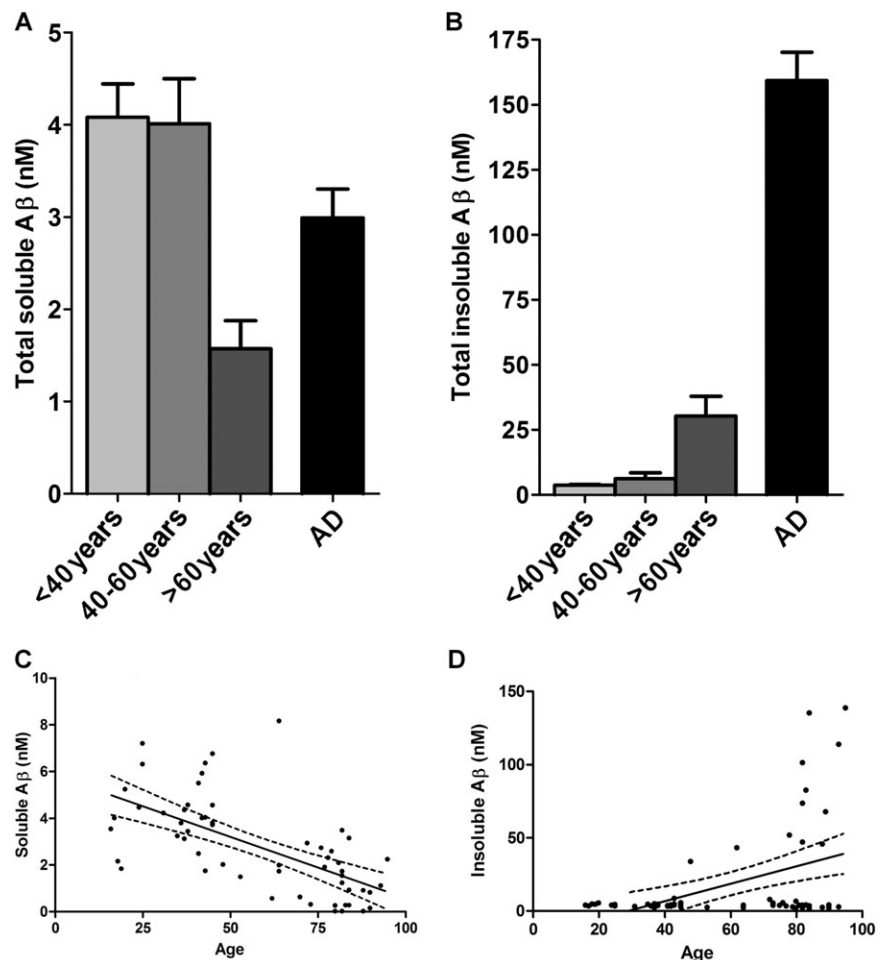 A
Total soluble Aβ (nM)
5
4
3
2
1
0
<40 years
40-60 years
>60 years
AD
B
Total insoluble Aβ (nM)
175
150
125
100
75
50
25
0
<40 years
40-60 years
>60 years
AD
C
Soluble Aβ (nM)
10
8
6
4
2
0
0 25 50 75 100
Age
D
Insoluble Aβ (nM)
150
100
50
0
0 20 40 60 80 100
Age